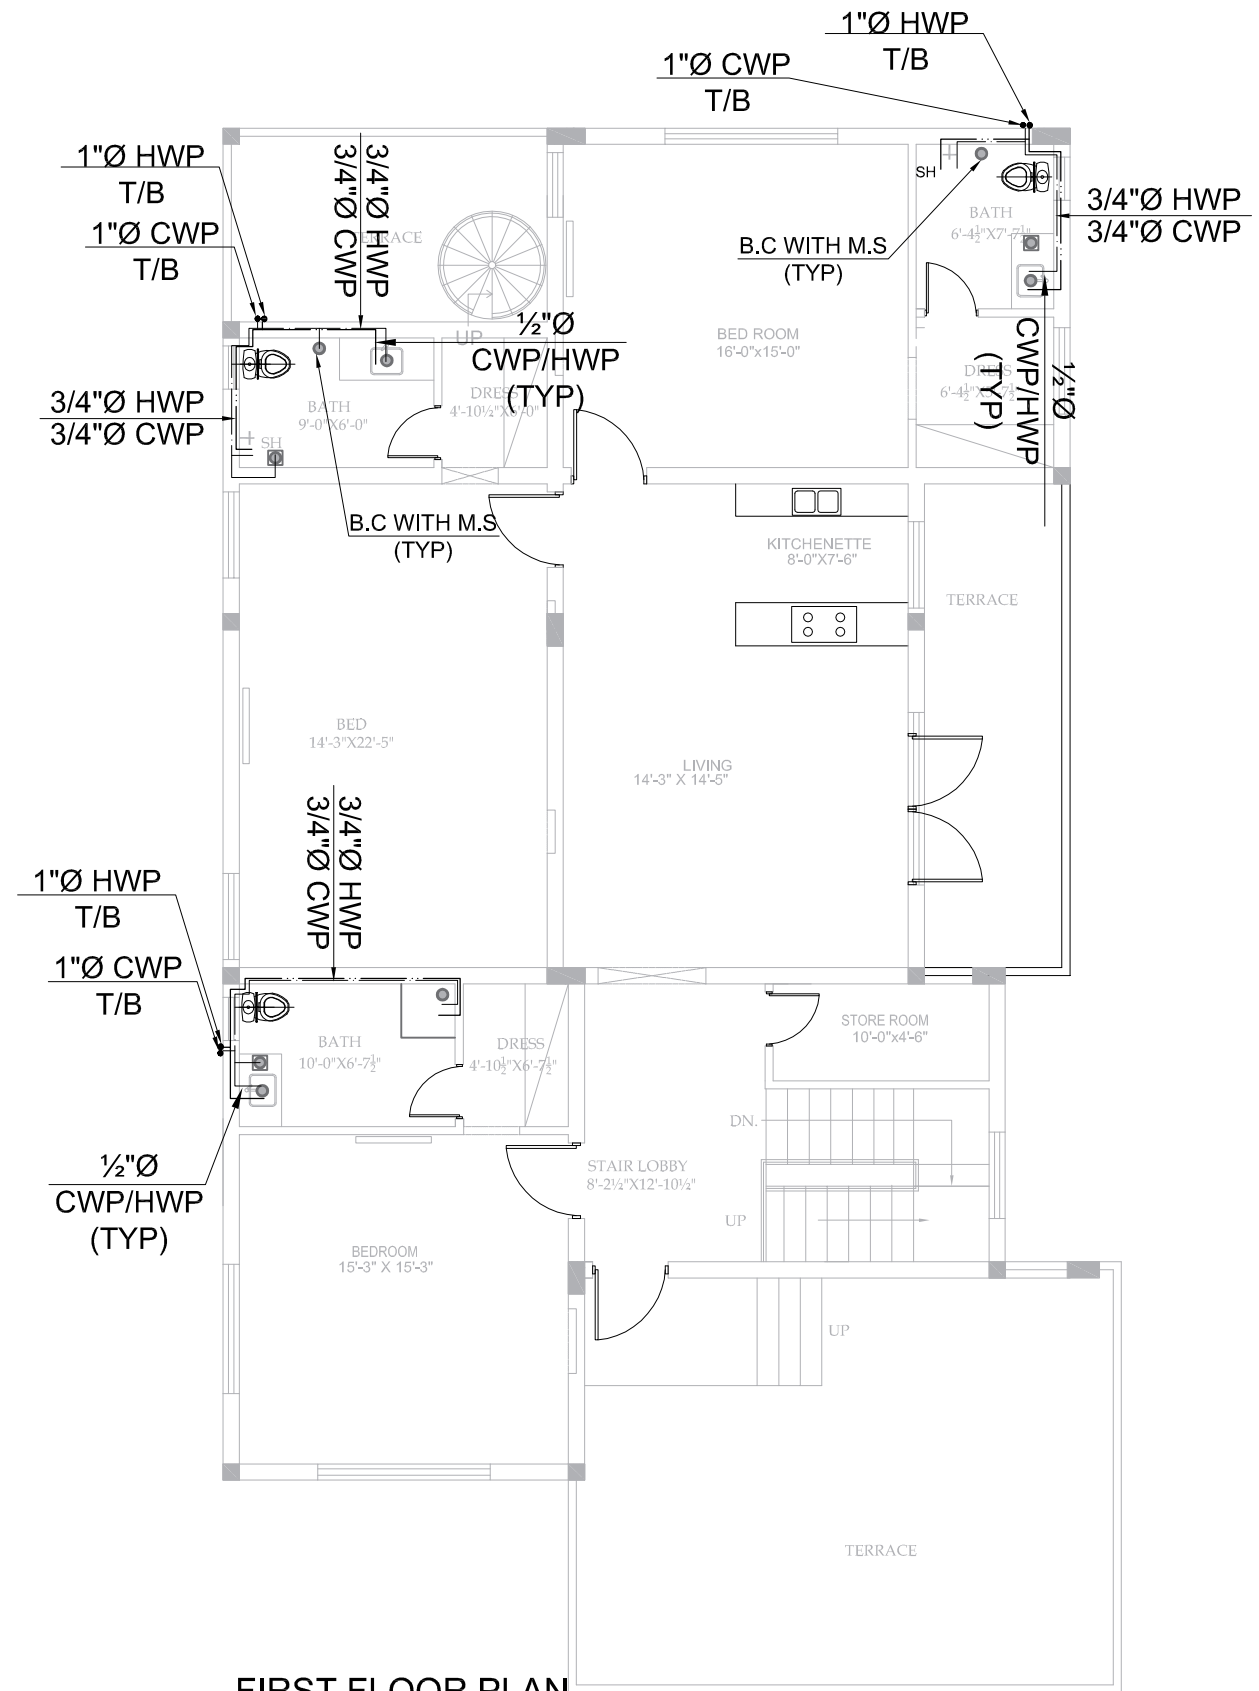 1"Ø HWP
T/B
1"Ø CWP
T/B
1"Ø HWP
T/B
1"Ø CWP
T/B
3/4"Ø HWP
3/4"Ø CWP
TERRACE
UP
½"Ø
CWP/HWP
(TYP)
SH
BATH
6'-4½"X7'-7½"
3/4"Ø HWP
3/4"Ø CWP
B.C WITH M.S
(TYP)
BED ROOM
16'-0"x15'-0"
½"Ø
CWP/HWP
(TYP)
DRESS
3/4"Ø HWP
3/4"Ø CWP
BATH
9'-0"X6'-0"
SH
DRESS
B.C WITH M.S
(TYP)
KITCHENETTE
8'-0"X7'-6"
TERRACE
BED
14'-3"X22'-5"
LIVING
14'-3" X 14'-5"
3/4"Ø HWP
3/4"Ø CWP
1"Ø HWP
T/B
1"Ø CWP
T/B
BATH
10'-0"X6'-7½"
DRESS
4'-10½"X6'-7½"
STORE ROOM
10'-0"x4'-6"
DN.
½"Ø
CWP/HWP
(TYP)
STAIR LOBBY
8'-2½"X12'-10½"
UP
BEDROOM
15'-3" X 15'-3"
UP
TERRACE
FIRST FLOOR PLAN